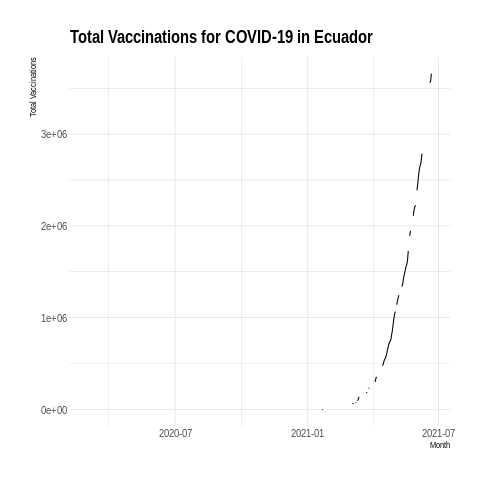 Total Vaccinations for COVID-19 in Ecuador
Total Vaccinations
3e+06
2e+06
1e+06
0e+00
2020-07
2021-01
2021-07
Month